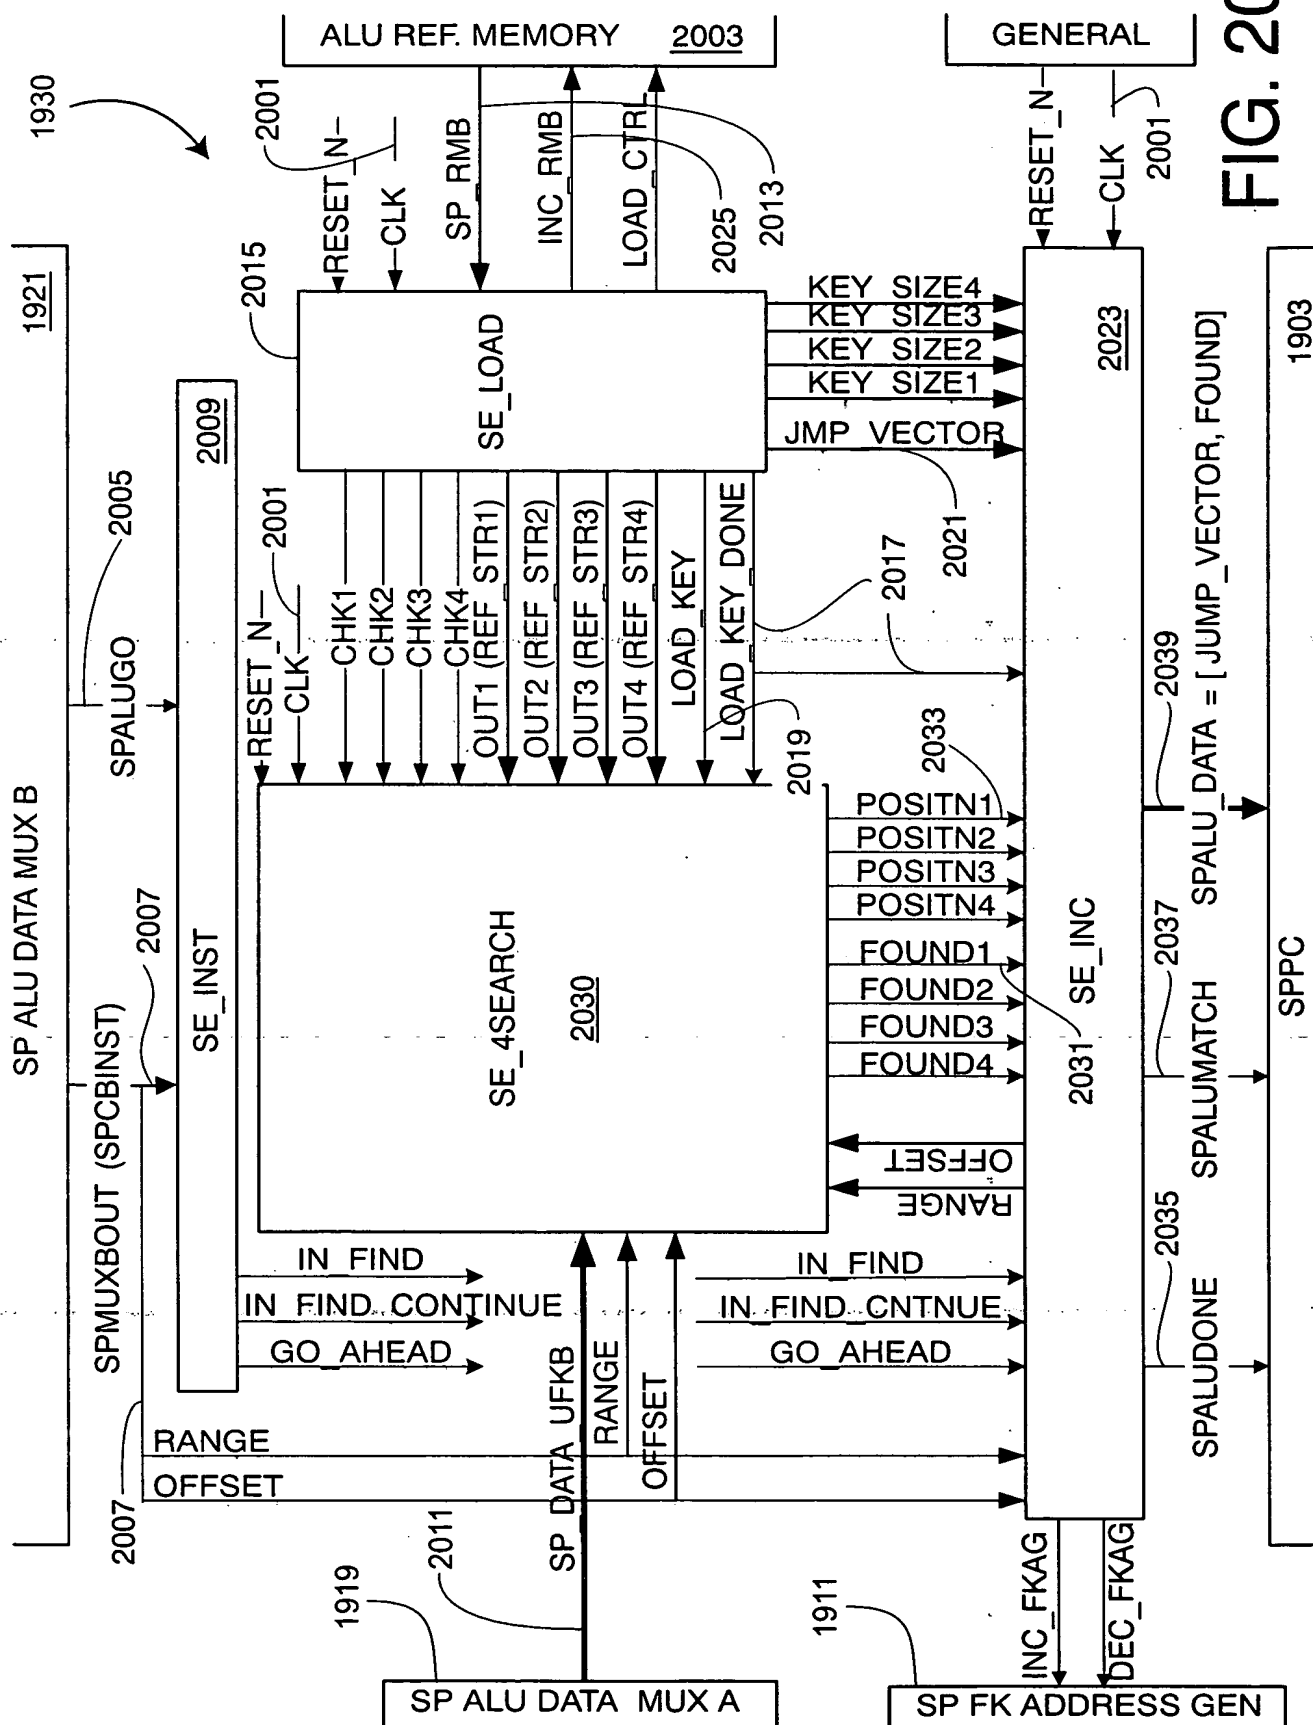 ALU REF. MEMORY 2003
GENERAL
FIG. 20
1930
2001
RESET_N
CLK
SP_RMB
INC_RMB
LOAD_CTRL
2025
2013
RESET_N
CLK
2001
1921
SP ALU DATA MUX B
2005
SPALUGO
2007
SPMUXBOUT (SPCBINST)
2009
SE_INST
2015
SE_LOAD
KEY_SIZE4
KEY_SIZE3
KEY_SIZE2
KEY_SIZE1
JMP_VECTOR
2021
2001
RESET_N
CLK
CHK1
CHK2
CHK3
CHK4
OUT1 (REF_STR1)
OUT2 (REF_STR2)
OUT3 (REF_STR3)
OUT4 (REF_STR4)
LOAD_KEY
LOAD_KEY_DONE
2017
2019
SE_4SEARCH
2030
POSITN1
POSITN2
POSITN3
POSITN4
2033
FOUND1
FOUND2
FOUND3
FOUND4
2031
OFFSET
RANGE
2023
SE_INC
IN_FIND
IN_FIND_CONTINUE
GO_AHEAD
IN_FIND
IN_FIND_CNTNUE
GO_AHEAD
2007
RANGE
OFFSET
SP_DATA_UFKB
RANGE
OFFSET
2011
1919
SP ALU DATA MUX A
1911
SP FK ADDRESS GEN
INC_FKAG
DEC_FKAG
2035
SPALUDONE
2037
SPALUMATCH
2039
SPALU_DATA = [JUMP_VECTOR, FOUND]
SPPC
1903